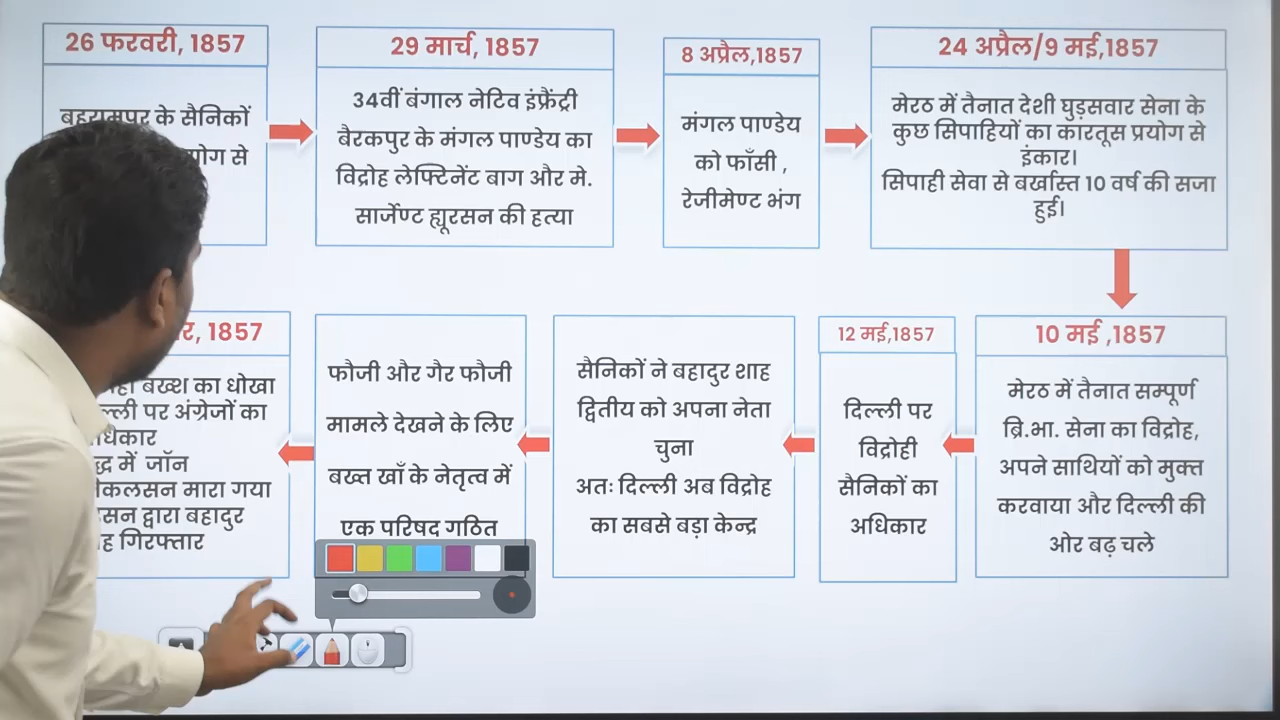 26 फरवरी, 1857
बहरामपुर के सैनिकों
से
29 मार्च, 1857
34वीं बंगाल नेटिव इंफ्रैंट्री
बैरकपुर के मंगल पाण्डेय का
विद्रोह लेफ्टिनेंट बाग और मे.
सार्जेण्ट ह्यूरसन की हत्या
8 अप्रैल,1857
मंगल पाण्डेय
को फाँसी ,
रेजीमेण्ट भंग
24 अप्रैल/9 मई,1857
मेरठ में तैनात देशी घुड़सवार सेना के
कुछ सिपाहियों का कारतूस प्रयोग से
इंकार।
सिपाही सेवा से बर्खास्त 10 वर्ष की सजा
हुई।
10 मई ,1857
मेरठ में तैनात सम्पूर्ण
ब्रि.भा. सेना का विद्रोह,
अपने साथियों को मुक्त
करवाया और दिल्ली की
ओर बढ़ चले
12 मई,1857
दिल्ली पर
विद्रोही
सैनिकों का
अधिकार
सैनिकों ने बहादुर शाह
द्वितीय को अपना नेता
चुना
अतः दिल्ली अब विद्रोह
का सबसे बड़ा केन्द्र
फौजी और गैर फौजी
मामले देखने के लिए
बख्त खाँ के नेतृत्व में
एक परिषद गठित
1857
बख्श का धोखा
पर अंग्रेजों का
में जॉन
मारा गया
द्वारा बहादुर
गिरफ्तार